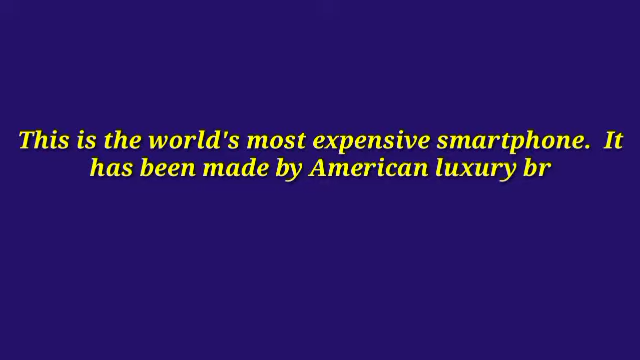 This is the world's most expensive smartphone.  It
has been made by American luxury br